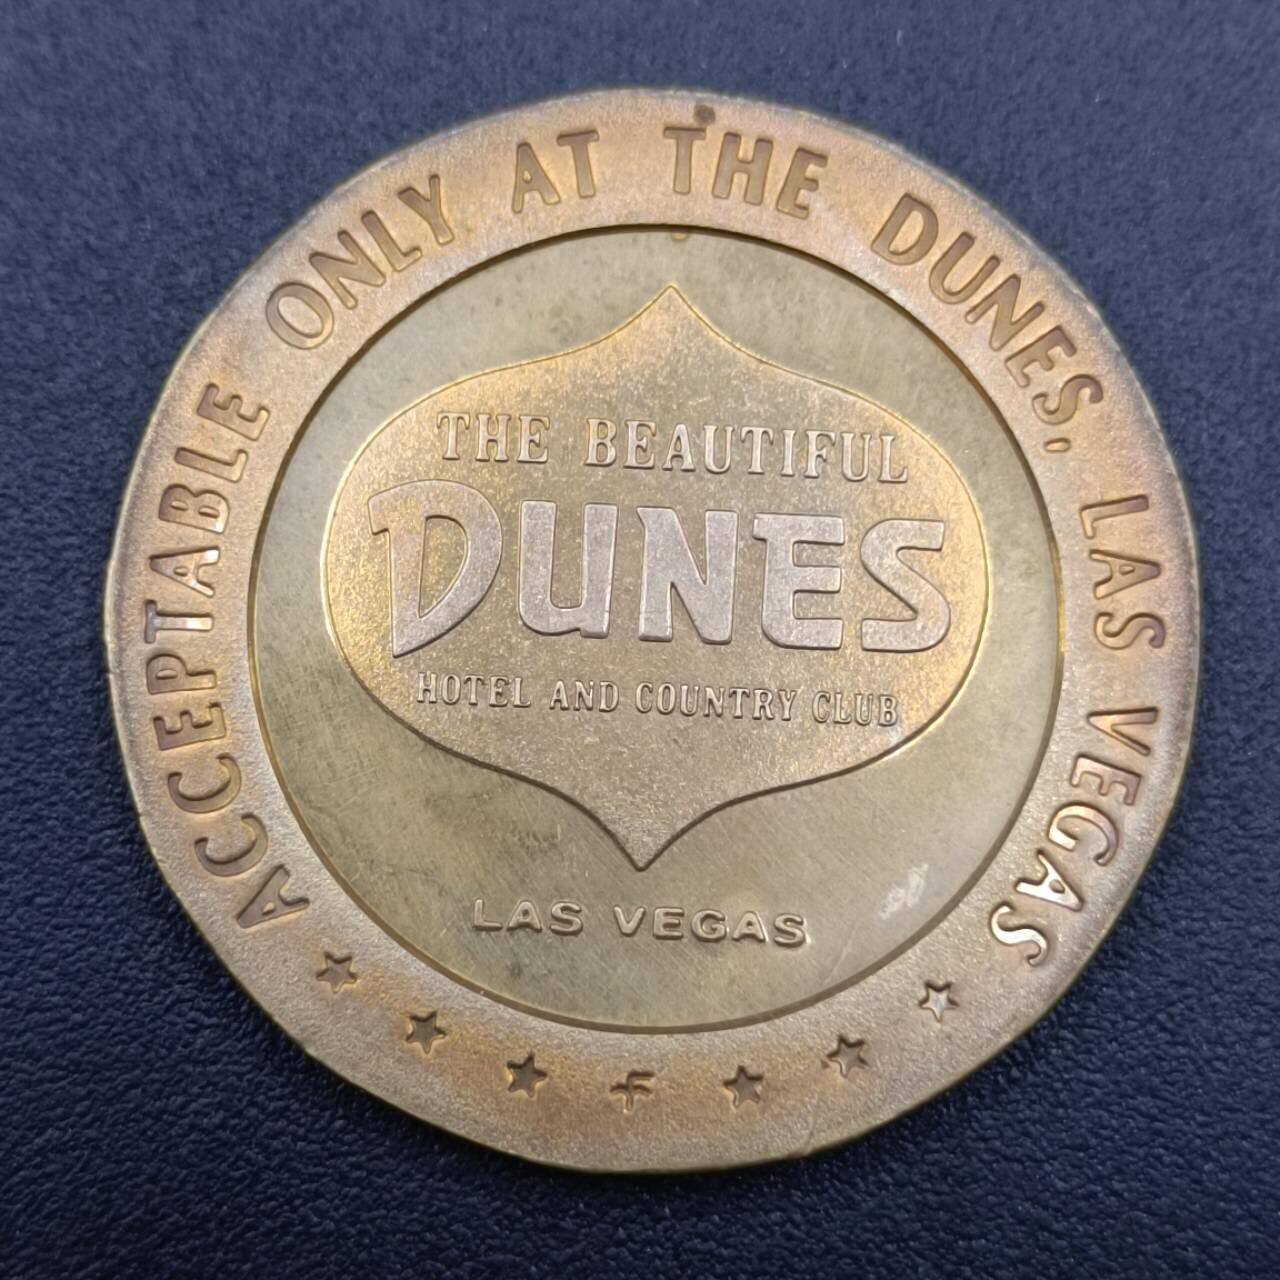 ACCEPTABLE ONLY AT THE DUNES, LAS VEGAS
THE BEAUTIFUL
DUNES
HOTEL AND COUNTRY CLUB
LAS VEGAS
F